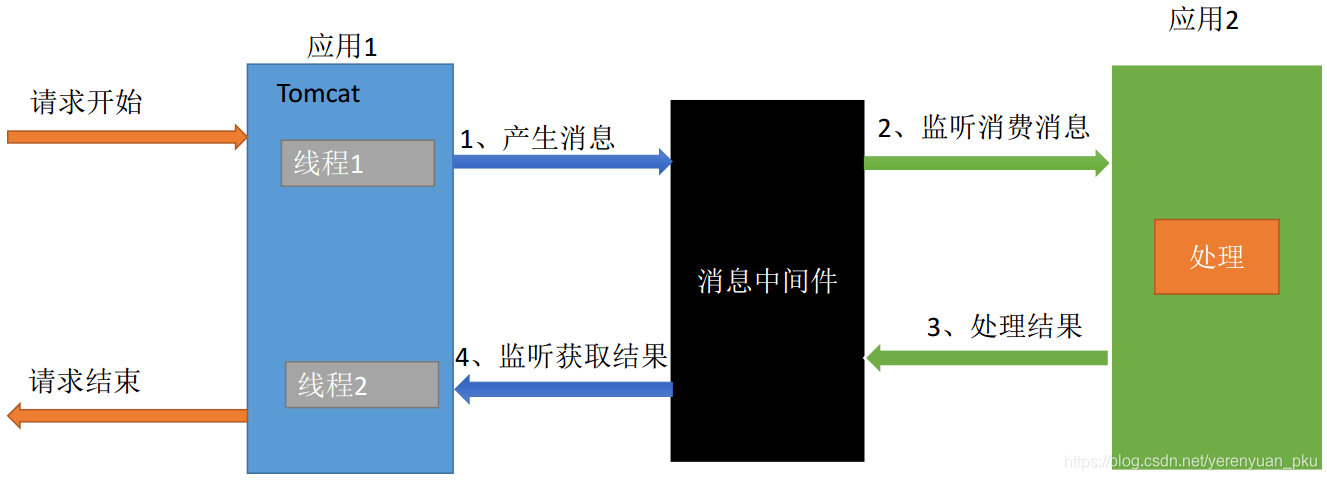 应用1
应用2
Tomcat
请求开始
线程1
1、产生消息
2、监听消费消息
消息中间件
处理
3、处理结果
4、监听获取结果
线程2
请求结束
https://blog.csdn.net/yerenyuan_pku